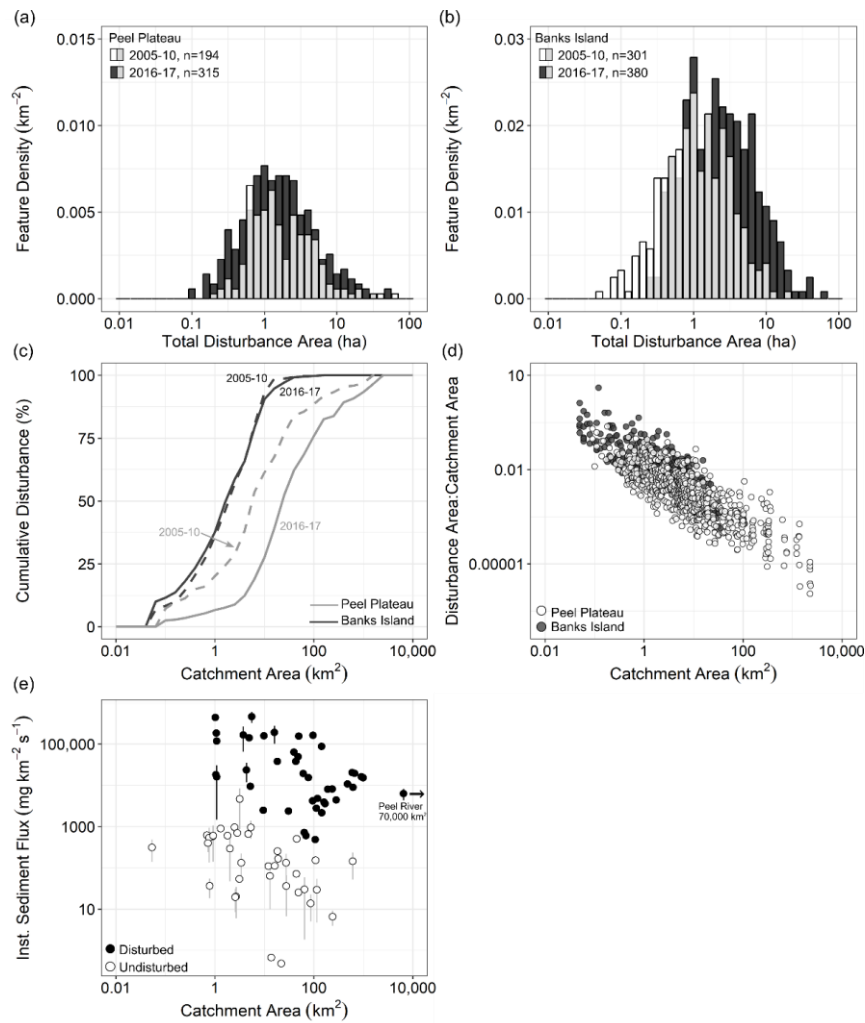 (a)
Peel Plateau
2005-10, n=194
2016-17, n=315
0.015
0.010
0.005
0.000
Feature Density (km-2)
0.01 0.1 1 10 100
Total Disturbance Area (ha)
(b)
Banks Island
2005-10, n=301
2016-17, n=380
0.03
0.02
0.01
0.00
Feature Density (km-2)
0.01 0.1 1 10 100
Total Disturbance Area (ha)
(c)
100
75
50
25
0
Cumulative Disturbance (%)
2005-10
2016-17
2005-10
2016-17
Peel Plateau
Banks Island
0.01 1 100 10,000
Catchment Area (km2)
(d)
10
0.01
0.00001
Disturbance Area:Catchment Area
Peel Plateau
Banks Island
0.01 1 100 10,000
Catchment Area (km2)
(e)
100,000
1000
10
Inst. Sediment Flux (mg km-2 s-1)
Peel River
70,000 km2
Disturbed
Undisturbed
0.01 1 100 10,000
Catchment Area (km2)